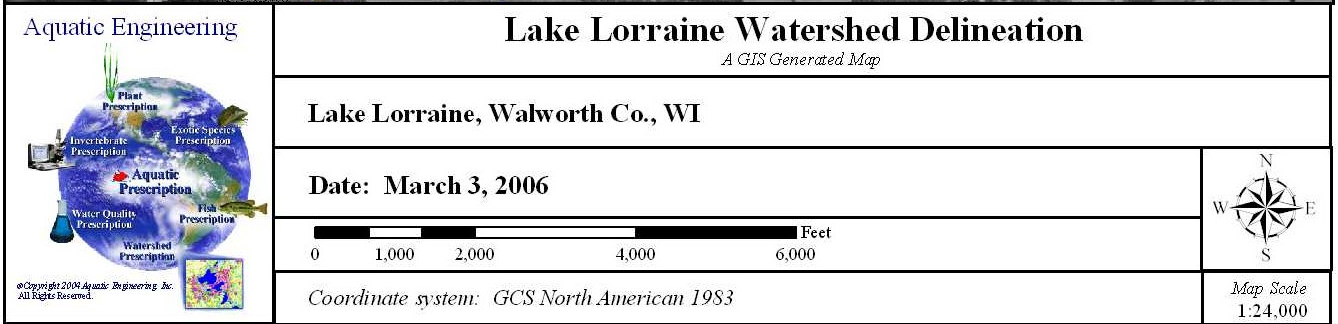 Aquatic Engineering
Plant
Prescription
Exotic Species
Prescription
Invertebrate
Prescription
Aquatic
Prescription
Fish
Prescription
Water Quality
Prescription
Watershed
Prescription
©Copyright 2004 Aquatic Engineering, Inc.
All Rights Reserved.
Lake Lorraine Watershed Delineation
A GIS Generated Map
Lake Lorraine, Walworth Co., WI
Date: March 3, 2006
Feet
0 1,000 2,000 4,000 6,000
Coordinate system: GCS North American 1983
N
W E
S
Map Scale
1:24,000